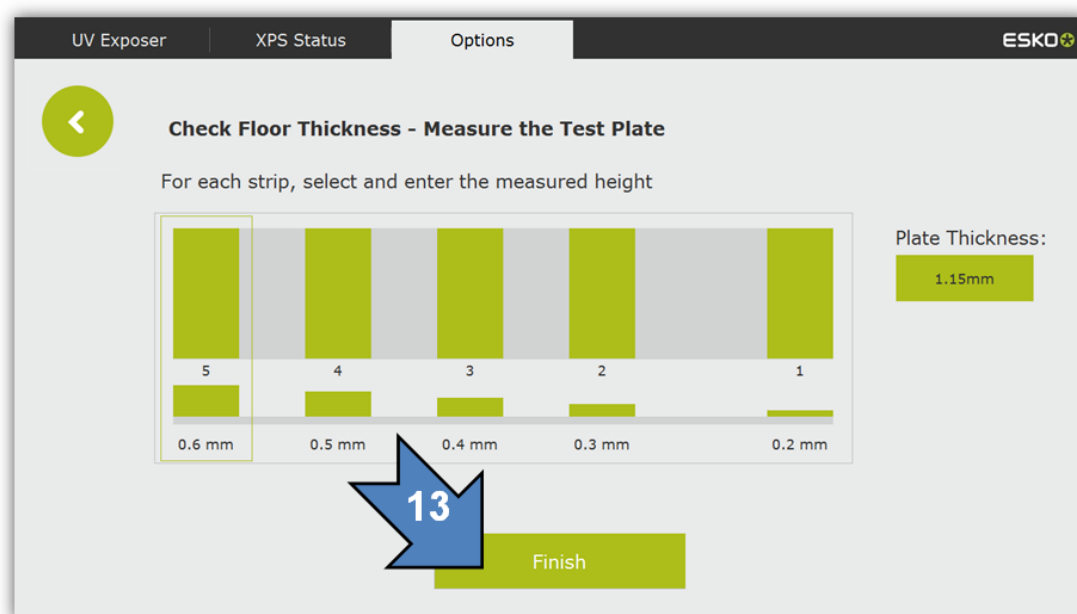 UV Exposer XPS Status Options ESKO
Check Floor Thickness - Measure the Test Plate
For each strip, select and enter the measured height
Plate Thickness:
1.15mm
5 4 3 2 1
0.6 mm 0.5 mm 0.4 mm 0.3 mm 0.2 mm
13
Finish